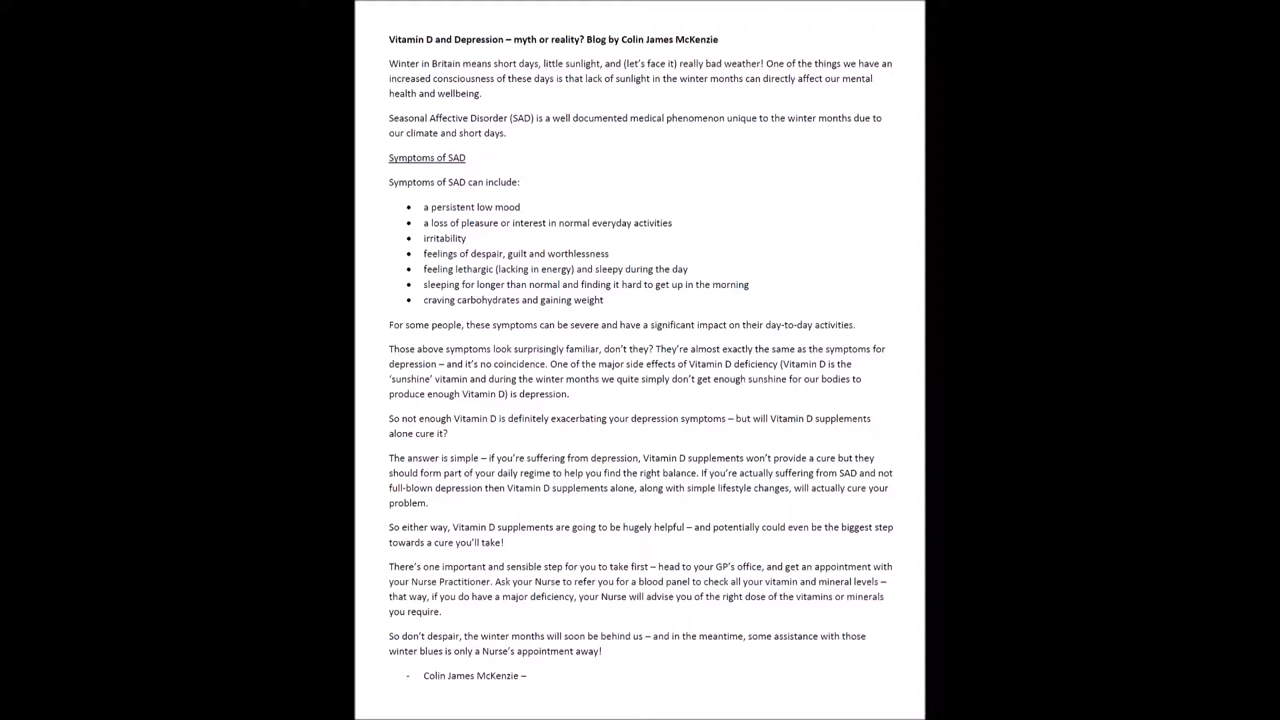 Vitamin D and Depression – myth or reality? Blog by Colin James McKenzie
Winter in Britain means short days, little sunlight, and (let's face it) really bad weather! One of the things we have an
increased consciousness of these days is that lack of sunlight in the winter months can directly affect our mental
health and wellbeing.
Seasonal Affective Disorder (SAD) is a well documented medical phenomenon unique to the winter months due to
our climate and short days.
Symptoms of SAD
Symptoms of SAD can include:
• a persistent low mood
• a loss of pleasure or interest in normal everyday activities
• irritability
• feelings of despair, guilt and worthlessness
• feeling lethargic (lacking in energy) and sleepy during the day
• sleeping for longer than normal and finding it hard to get up in the morning
• craving carbohydrates and gaining weight
For some people, these symptoms can be severe and have a significant impact on their day-to-day activities.
Those above symptoms look surprisingly familiar, don't they? They're almost exactly the same as the symptoms for
depression – and it's no coincidence. One of the major side effects of Vitamin D deficiency (Vitamin D is the
'sunshine' vitamin and during the winter months we quite simply don't get enough sunshine for our bodies to
produce enough Vitamin D) is depression.
So not enough Vitamin D is definitely exacerbating your depression symptoms – but will Vitamin D supplements
alone cure it?
The answer is simple – if you're suffering from depression, Vitamin D supplements won't provide a cure but they
should form part of your daily regime to help you find the right balance. If you're actually suffering from SAD and not
full-blown depression then Vitamin D supplements alone, along with simple lifestyle changes, will actually cure your
problem.
So either way, Vitamin D supplements are going to be hugely helpful – and potentially could even be the biggest step
towards a cure you'll take!
There's one important and sensible step for you to take first – head to your GP's office, and get an appointment with
your Nurse Practitioner. Ask your Nurse to refer you for a blood panel to check all your vitamin and mineral levels –
that way, if you do have a major deficiency, your Nurse will advise you of the right dose of the vitamins or minerals
you require.
So don't despair, the winter months will soon be behind us – and in the meantime, some assistance with those
winter blues is only a Nurse's appointment away!
- Colin James McKenzie –